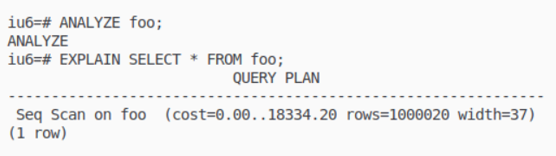 iu6=# ANALYZE foo;
ANALYZE
iu6=# EXPLAIN SELECT * FROM foo;
QUERY PLAN
--------------------------------------------------------------
Seq Scan on foo  (cost=0.00..18334.20 rows=1000020 width=37)
(1 row)